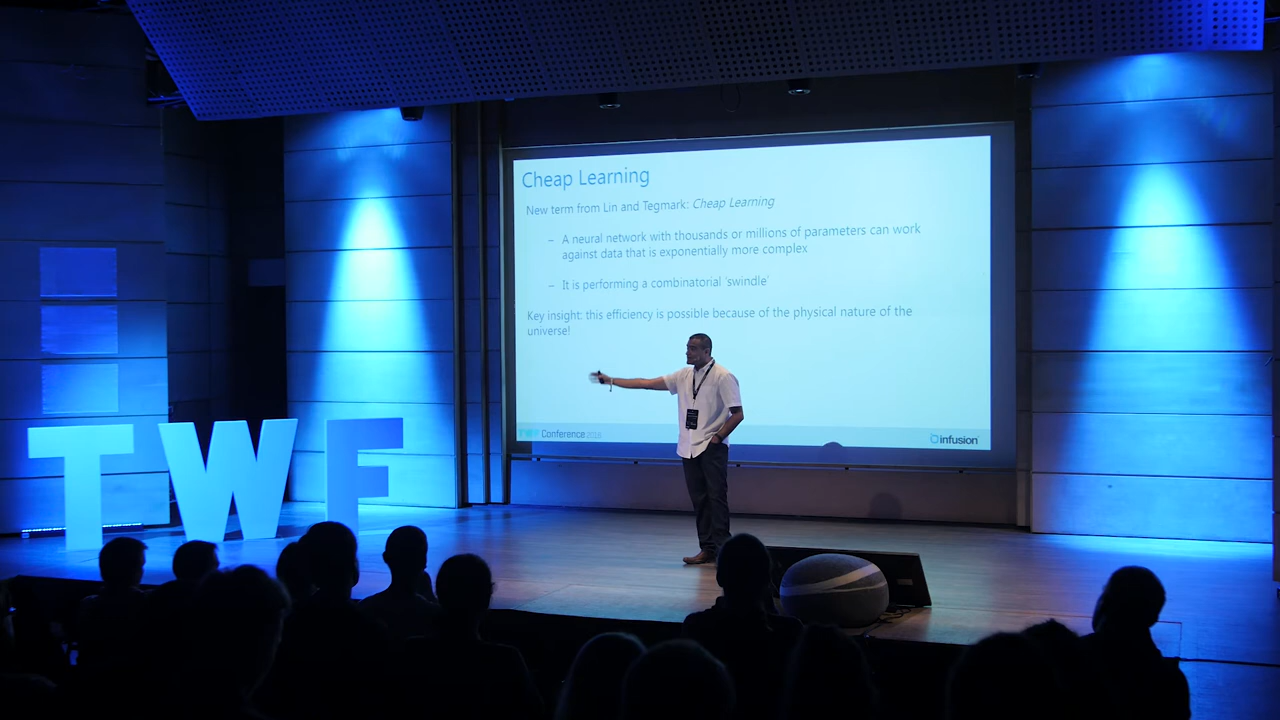 Cheap Learning
New term from Lin and Tegmark: Cheap Learning
– A neural network with thousands or millions of parameters can work
against data that is exponentially more complex
– It is performing a combinatorial 'swindle'
Key insight: this efficiency is possible because of the physical nature of the
universe!
TWF Conference
infusion
TWF